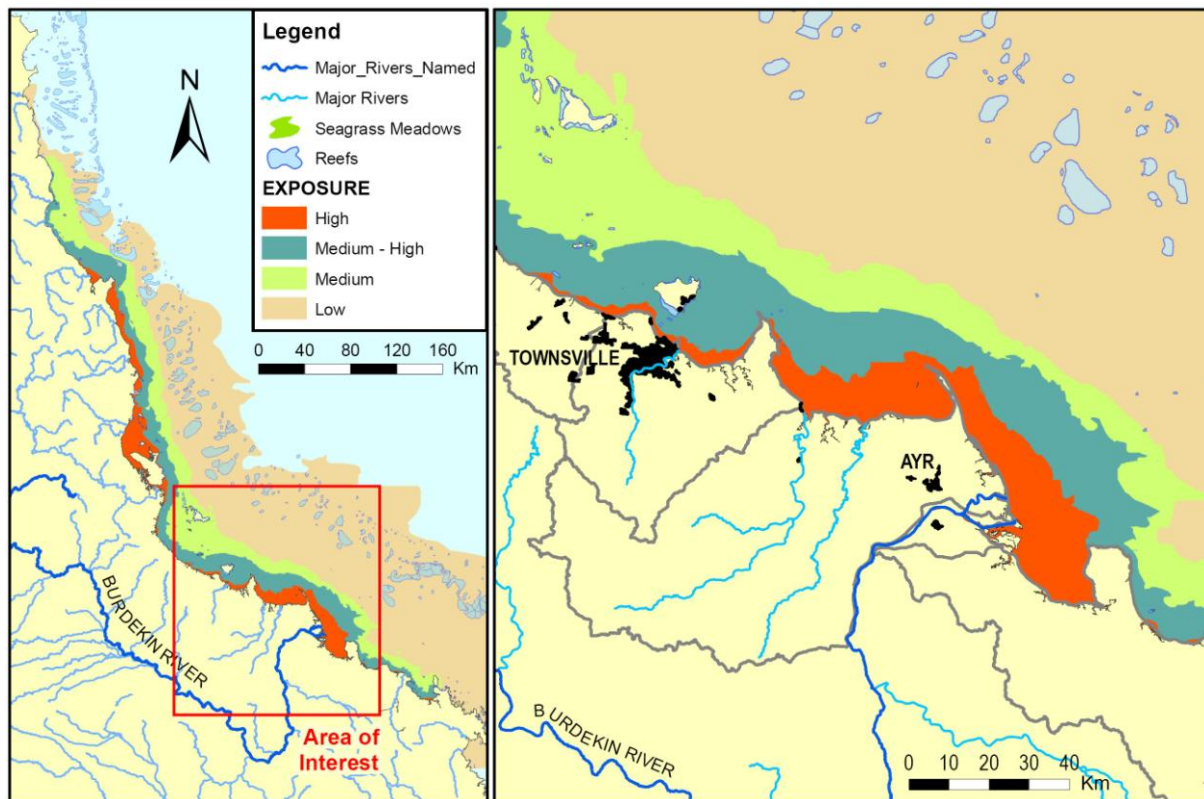 Legend
Major_Rivers_Named
Major Rivers
Seagrass Meadows
Reefs
EXPOSURE
High
Medium - High
Medium
Low
0 40 80 120 160
Km
N
BURDEKIN RIVER
Area of
Interest
TOWNSVILLE
AYR
BURDEKIN RIVER
0 10 20 30 40
Km